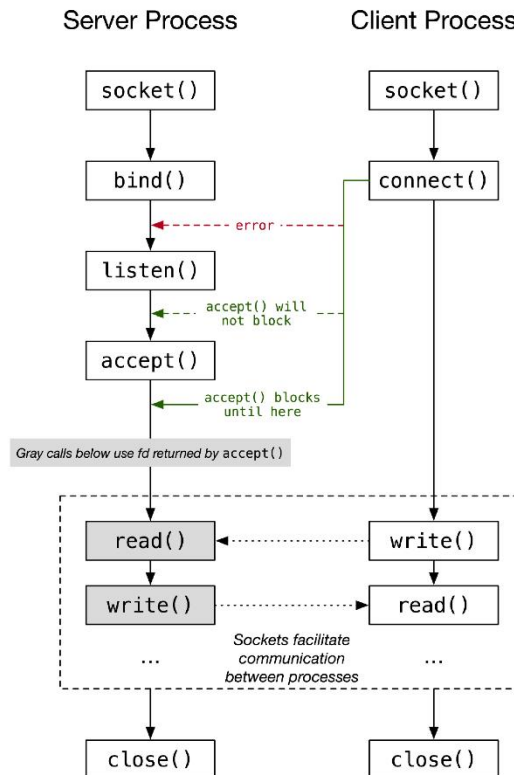 Server Process
Client Process
socket()
socket()
bind()
connect()
error
listen()
accept() will
not block
accept()
accept() blocks
until here
Gray calls below use fd returned by accept()
read()
write()
write()
read()
Sockets facilitate
communication
between processes
...
...
close()
close()